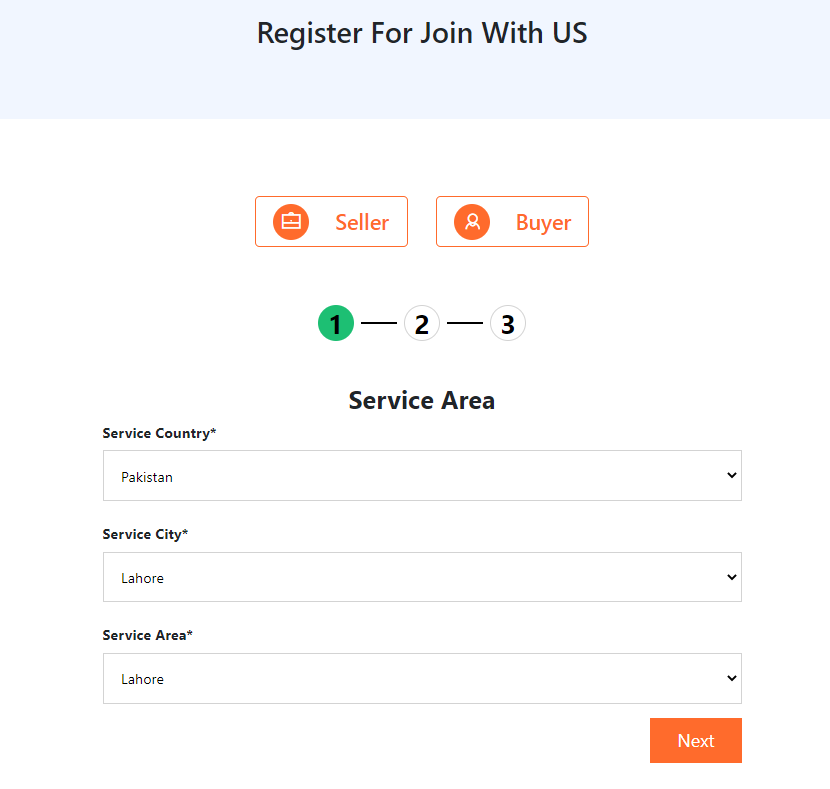 Register For Join With US
Seller Buyer
1 2 3
Service Area
Service Country*
Pakistan
Service City*
Lahore
Service Area*
Lahore
Next